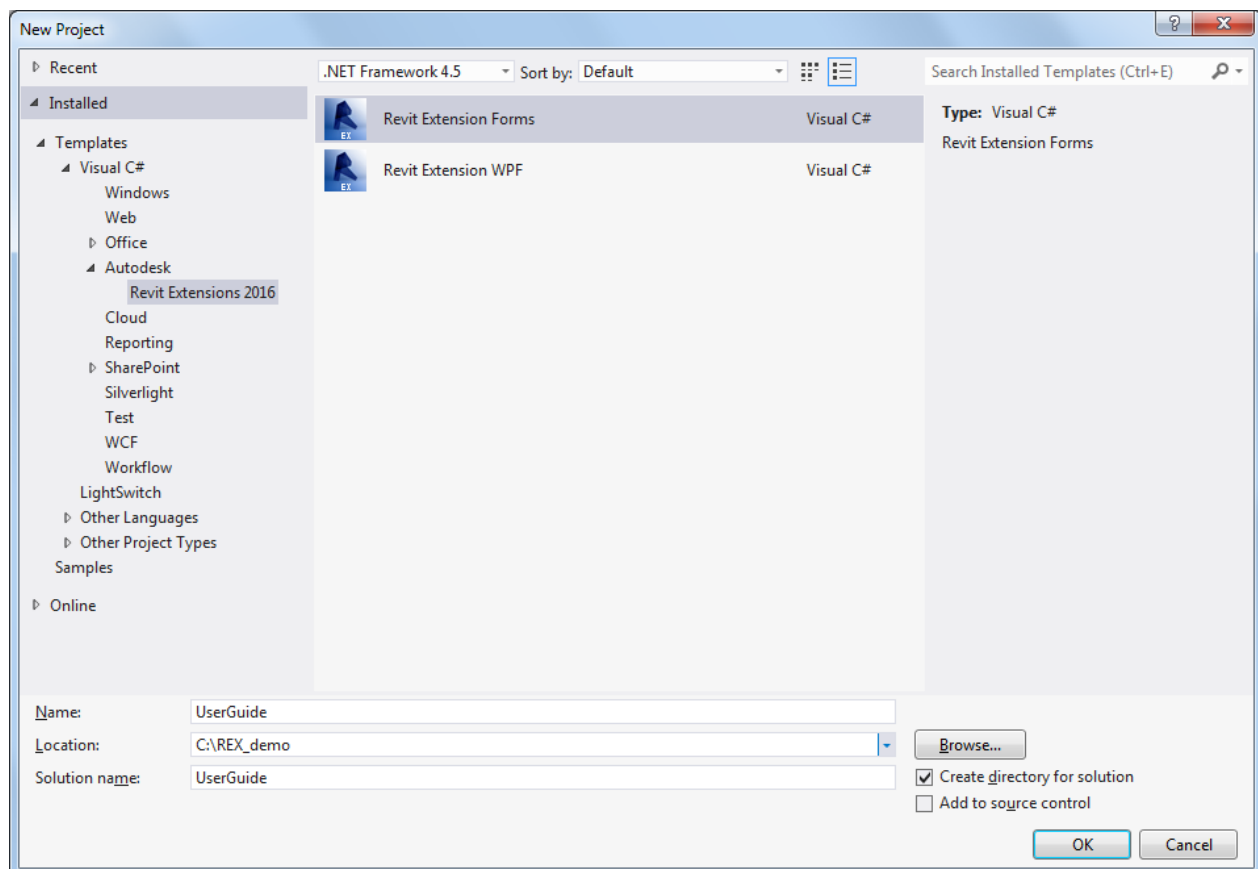 New Project
Recent
Installed
Templates
Visual C#
Windows
Web
Office
Autodesk
Revit Extensions 2016
Cloud
Reporting
SharePoint
Silverlight
Test
WCF
Workflow
LightSwitch
Other Languages
Other Project Types
Samples
Online
.NET Framework 4.5 Sort by: Default
EX Revit Extension Forms Visual C#
EX Revit Extension WPF Visual C#
Search Installed Templates (Ctrl+E)
Type: Visual C#
Revit Extension Forms
Name: UserGuide
Location: C:\REX_demo Browse...
Solution name: UserGuide
Create directory for solution
Add to source control
OK Cancel